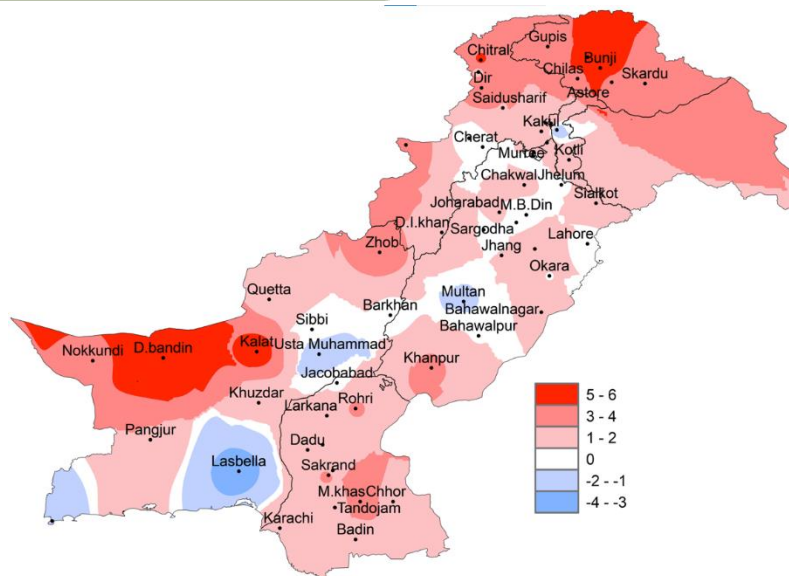 Gupis
Chitral
Bunji
Chilas
Skardu
Dir
Astore
Saidusharif
Kakul
Cherat
Murree
Kotli
Chakwal
Jhelum
Sialkot
Joharabad
M.B.Din
D.I.khan
Sargodha
Lahore
Zhob
Jhang
Okara
Quetta
Multan
Barkhan
Bahawalnagar
Sibbi
Bahawalpur
Nokkundi
D.bandin
Kalat
Usta Muhammad
Khanpur
Jacobabad
Khuzdar
Larkana
Rohri
Pangjur
Dadu
Lasbella
Sakrand
M.khas
Chhor
Tandojam
Karachi
Badin
5 - 6
3 - 4
1 - 2
0
-2 - -1
-4 - -3